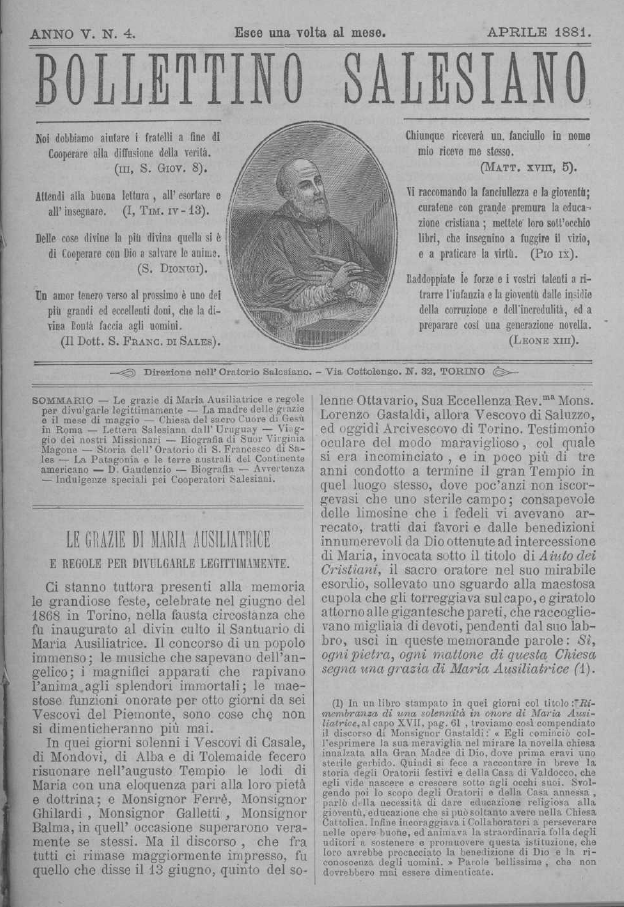 ANNO V. N. 4.
Esce una volta al mese.
APRILE 1881.
BOLLETTINO SALESIANO
Noi dobbiamo aiutare i fratelli a fine di
Cooperare alla diffusione della verità.
(III, S. GIOV. 8).
Attendi alla buona lettura, all' esortare e
all' insegnare. (I, TIM. IV-13).
Delle cose divine la più divina quella si è
di Cooperare con Dio a salvare le anime.
(S. DIONIGI).
Un amor tenero verso al prossimo è uno dei
più grandi ed eccellenti doni, che la di-
vina Bontà faccia agli uomini.
(Il Dott. S. FRANC. DI SALES).
Chiunque riceverà un fanciullo in nome
mio riceve me stesso.
(MATT. XVIII, 5).
Vi raccomando la fanciullezza e la gioventù;
curatene con grande premura la educa-
zione cristiana; mettete loro sott'occhio
libri, che insegnino a fuggire il vizio,
e a praticare la virtù. (PIO IX).
Raddoppiate le forze e i vostri talenti a ri-
trarre l'infanzia e la gioventù dalle insidie
della corruzione e dell'incredulità, ed a
preparare così una generazione novella.
(LEONE XIII).
Direzione nell' Oratorio Salesiano. - Via Cottolengo. N. 32, TORINO
SOMMARIO — Le grazie di Maria Ausiliatrice e regole
per divulgarle legittimamente — La madre delle grazie
e il mese di maggio — Chiesa del sacro Cuore di Gesù
in Roma — Lettera Salesiana dall' Uruguay — Viag-
gio dei nostri Missionari — Biografia di Suor Virginia
Magone — Storia dell' Oratorio di S. Francesco di Sa-
les — La Patagonia e le terre australi del Continente
americano — D. Gaudenzio — Biografia — Avvertenza
— Indulgenze speciali pei Cooperatori Salesiani.
LE GRAZIE DI MARIA AUSILIATRICE
E REGOLE PER DIVULGARLE LEGITTIMAMENTE.
Ci stanno tuttora presenti alla memoria
le grandiose feste, celebrate nel giugno del
1868 in Torino, nella fausta circostanza che
fu inaugurato al divin culto il Santuario di
Maria Ausiliatrice. Il concorso di un popolo
immenso; le musiche che sapevano dell'an-
gelico; i magnifici apparati che rapivano
l'anima agli splendori immortali; le mae-
stose funzioni onorate per otto giorni da sei
Vescovi del Piemonte, sono cose che non
si dimenticheranno più mai.
In quei giorni solenni i Vescovi di Casale,
di Mondovì, di Alba e di Tolemaide fecero
risuonare nell'augusto Tempio le lodi di
Maria con una eloquenza pari alla loro pietà
e dottrina; e Monsignor Ferrè, Monsignor
Ghilardi, Monsignor Galletti, Monsignor
Balma, in quell' occasione superarono vera-
mente se stessi. Ma il discorso, che fra
tutti ci rimase maggiormente impresso, fu
quello che disse il 13 giugno, quinto del so-
lenne Ottavario, Sua Eccellenza Rev.ma Mons.
Lorenzo Gastaldi, allora Vescovo di Saluzzo,
ed oggidì Arcivescovo di Torino. Testimonio
oculare del modo maraviglioso, col quale
si era incominciato, e in poco più di tre
anni condotto a termine il gran Tempio in
quel luogo stesso, dove poc'anzi non iscor-
gevasi che uno sterile campo; consapevole
delle limosine che i fedeli vi avevano ar-
recato, tratti dai favori e dalle benedizioni
innumerevoli da Dio ottenute ad intercessione
di Maria, invocata sotto il titolo di Aiuto dei
Cristiani, il sacro oratore nel suo mirabile
esordio, sollevato uno sguardo alla maestosa
cupola che gli torreggiava sul capo, e giratolo
attorno alle gigantesche pareti, che raccoglie-
vano migliaia di devoti, pendenti dal suo lab-
bro, uscì in queste memorande parole: Sì,
ogni pietra, ogni mattone di questa Chiesa
segna una grazia di Maria Ausiliatrice (1).
(1) In un libro stampato in quei giorni col titolo: Ri-
membranza di una solennità in onore di Maria Ausi-
liatrice, al capo XVII, pag. 61, troviamo così compendiato
il discorso di Monsignor Gastaldi: « Egli cominciò col-
l'esprimere la sua meraviglia nel mirare la novella chiesa
innalzata alla Gran Madre di Dio, dove prima eravi uno
sterile gerbido. Quindi si fece a raccontare in breve la
storia degli Oratorii festivi e della Casa di Valdocco, che
egli vide nascere e crescere sotto agli occhi suoi. Svol-
gendo poi lo scopo degli Oratorii e della Casa annessa,
parlò della necessità di dare educazione religiosa alla
gioventù, educazione che si può soltanto avere nella Chiesa
Cattolica. Infine incoraggiava i Collaboratori a perseverare
nelle opere buone, ed animava la straordinaria folla degli
uditori a sostenere e promuovere questa istituzione, che
loro avrebbe procacciato la benedizione di Dio e la ri-
conoscenza degli uomini. » Parole bellissime, che non
dovrebbero mai essere dimenticate.